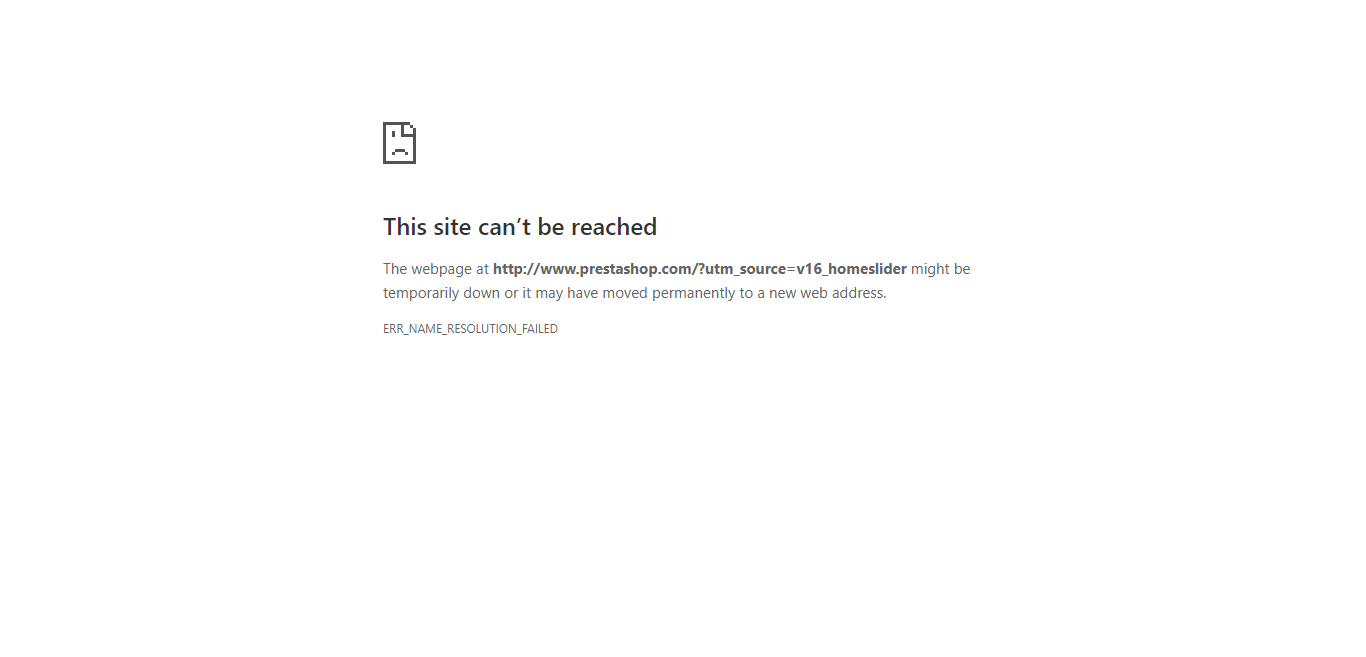 This site can’t be reached
The webpage at http://www.prestashop.com/?utm_source=v16_homeslider might be
temporarily down or it may have moved permanently to a new web address.
ERR_NAME_RESOLUTION_FAILED